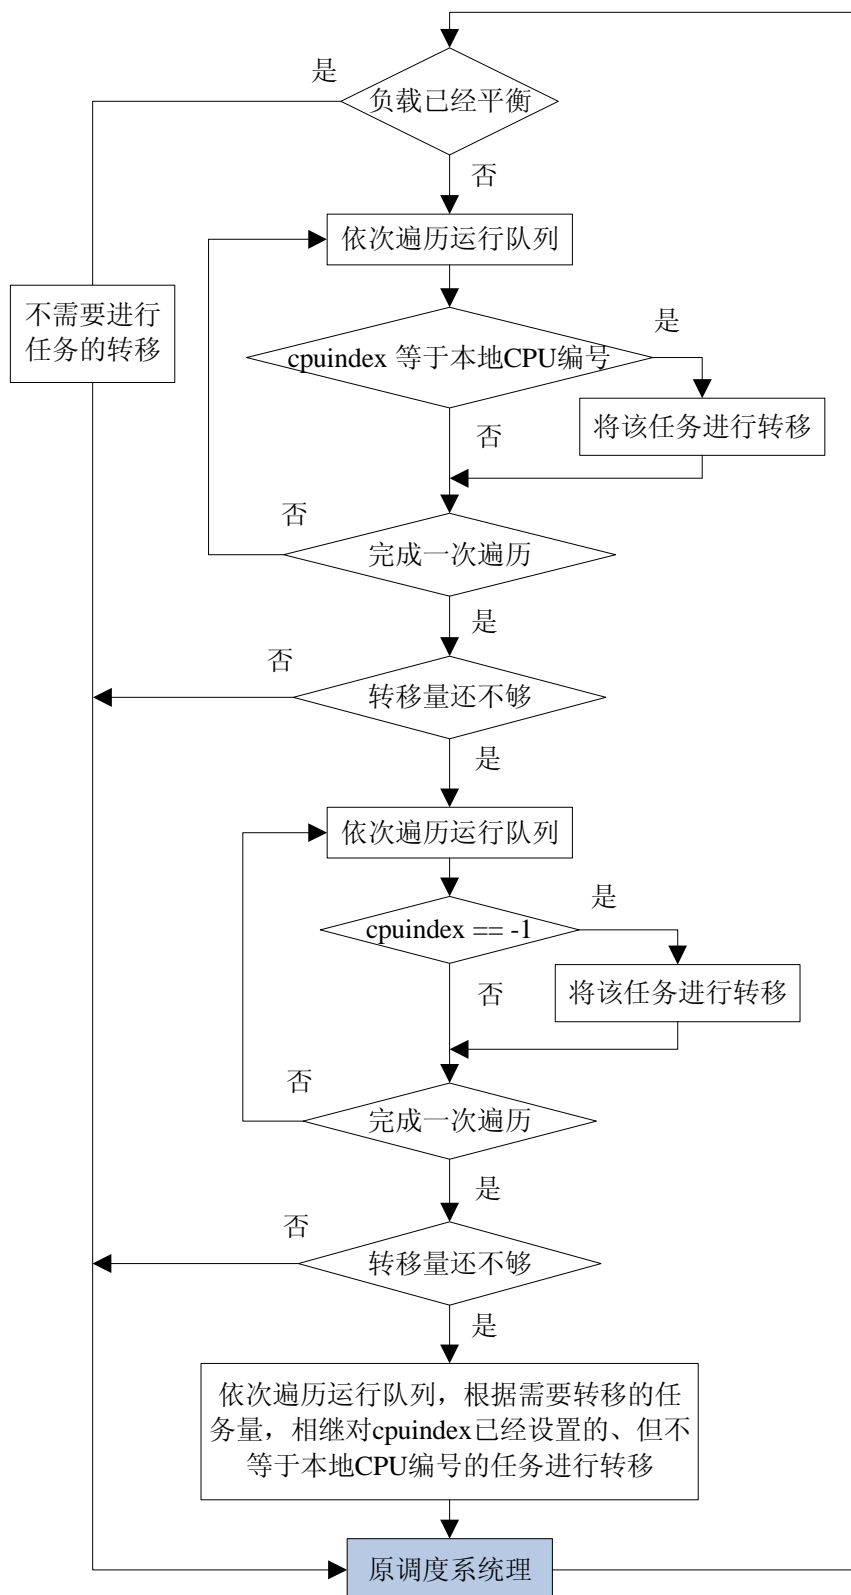 是
负载已经平衡
否
依次遍历运行队列
不需要进行
任务的转移
是
cpuindex 等于本地CPU编号
否
将该任务进行转移
否
完成一次遍历
是
否
转移量还不够
是
依次遍历运行队列
是
cpuindex == -1
否
将该任务进行转移
否
完成一次遍历
是
否
转移量还不够
是
依次遍历运行队列，根据需要转移的任
务量，相继对cpuindex已经设置的、但不
等于本地CPU编号的任务进行转移
原调度系统理